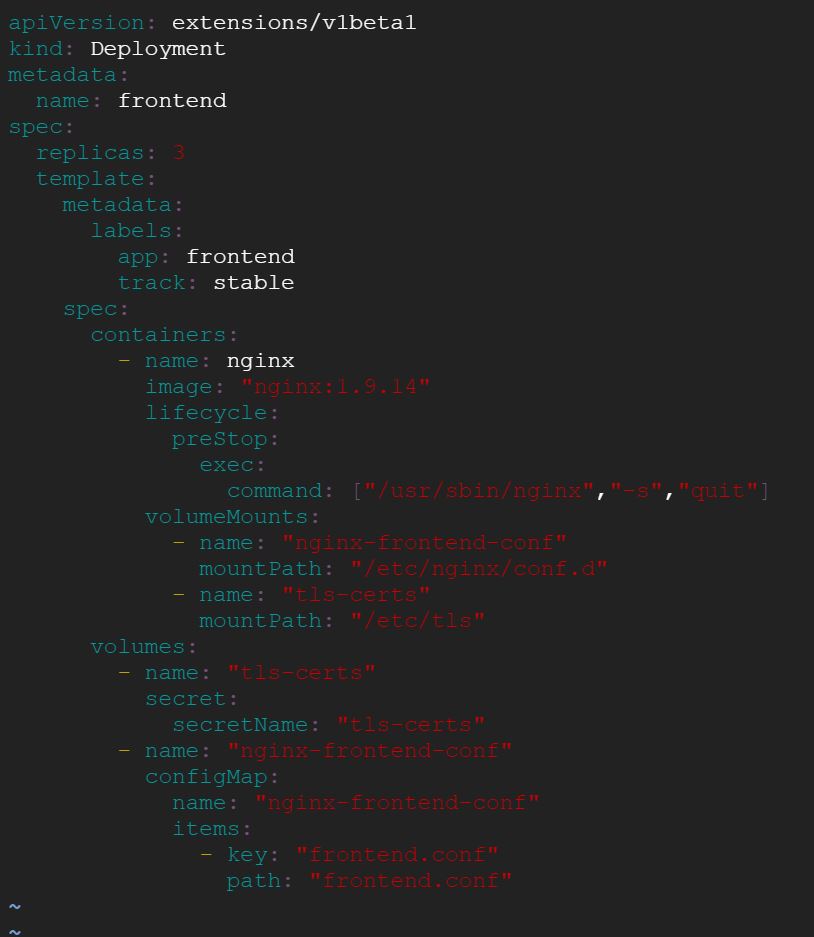 apiVersion: extensions/v1beta1
kind: Deployment
metadata:
  name: frontend
spec:
  replicas: 3
  template:
    metadata:
      labels:
        app: frontend
        track: stable
    spec:
      containers:
        - name: nginx
          image: "nginx:1.9.14"
          lifecycle:
            preStop:
              exec:
                command: ["/usr/sbin/nginx","-s","quit"]
          volumeMounts:
            - name: "nginx-frontend-conf"
              mountPath: "/etc/nginx/conf.d"
            - name: "tls-certs"
              mountPath: "/etc/tls"
      volumes:
        - name: "tls-certs"
          secret:
            secretName: "tls-certs"
        - name: "nginx-frontend-conf"
          configMap:
            name: "nginx-frontend-conf"
            items:
              - key: "frontend.conf"
                path: "frontend.conf"
~
~